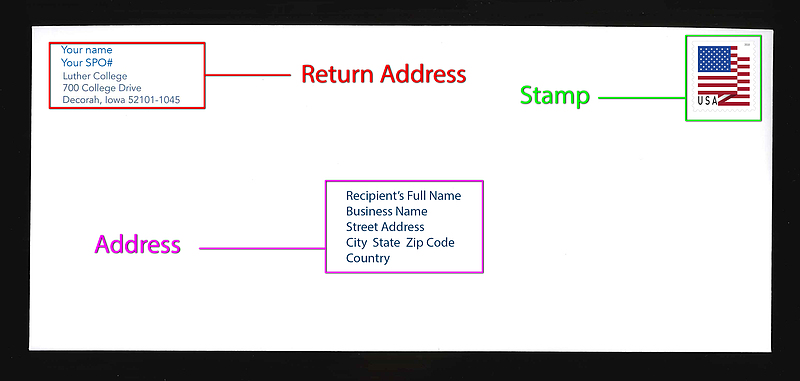 Your name
Your SPO#
Luther College
700 College Drive
Decorah, Iowa 52101-1045
Return Address
Stamp
USA
Address
Recipient's Full Name
Business Name
Street Address
City State Zip Code
Country